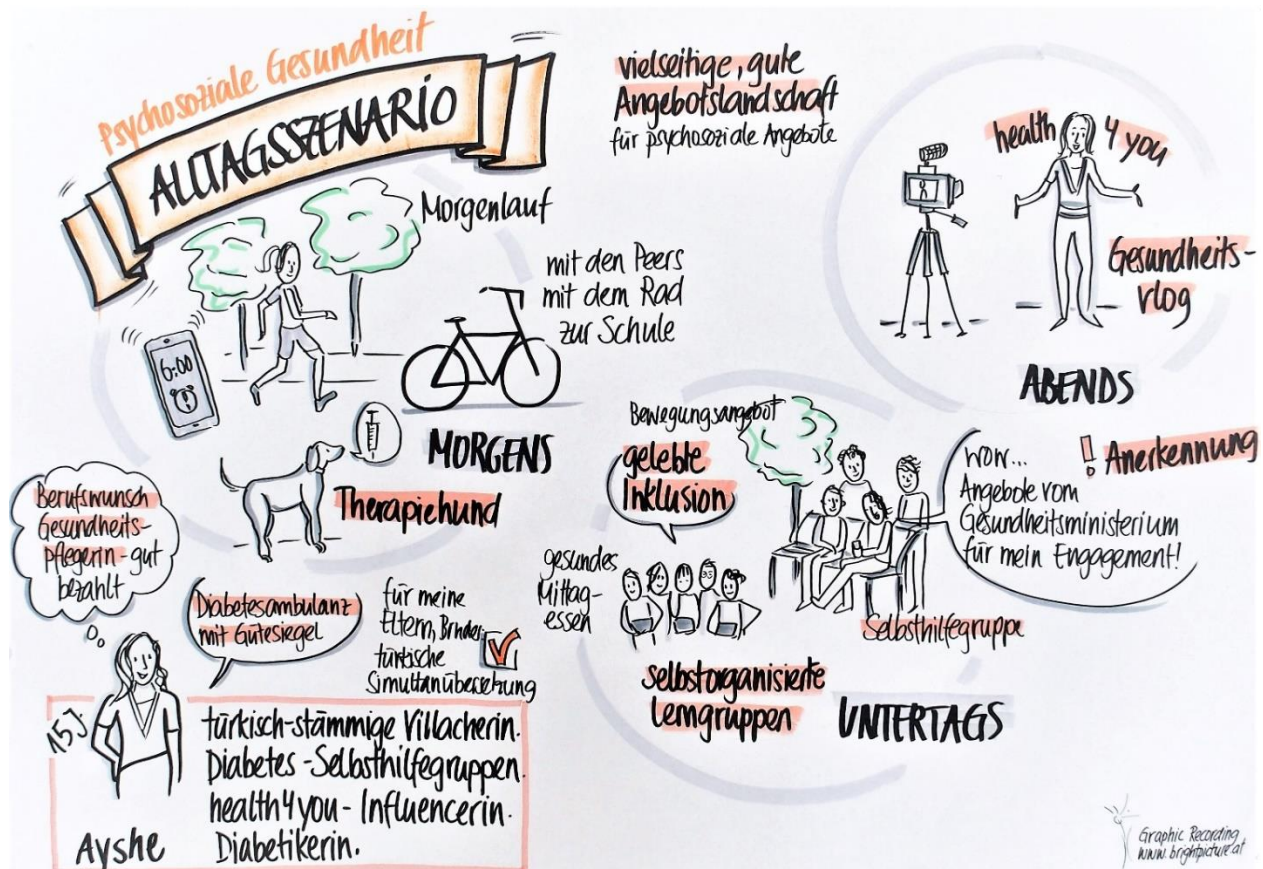 Psychosoziale Gesundheit
ALLTAGSSZENARIO
vielseitige, gute
Angebotslandschaft
für psychosoziale Angebote
health 4 you
Gesundheits-
vlog
ABENDS
Morgenlauf
mit den Peers
mit dem Rad
zur Schule
6:00
MORGENS
Therapiehund
Berufswunsch
Gesundheits-
pflegerin - gut
bezahlt
Diabetesambulanz
mit Gütesiegel
für meine
Eltern, Bruder
türkische
Simultanübersetzung
15 J.
Ayshe
türkisch-stämmige Villacherin.
Diabetes - Selbsthilfegruppen.
health4you - Influencerin.
Diabetikerin.
Bewegungsangebot
gelebte
Inklusion
gesundes
Mittag-
essen
selbstorganisierte
Lerngruppen
UNTERTAGS
Selbsthilfegruppe
wow...
Angebote vom
Gesundheitsministerium
für mein Engagement!
! Anerkennung
Graphic Recording
www.brightpicture.at